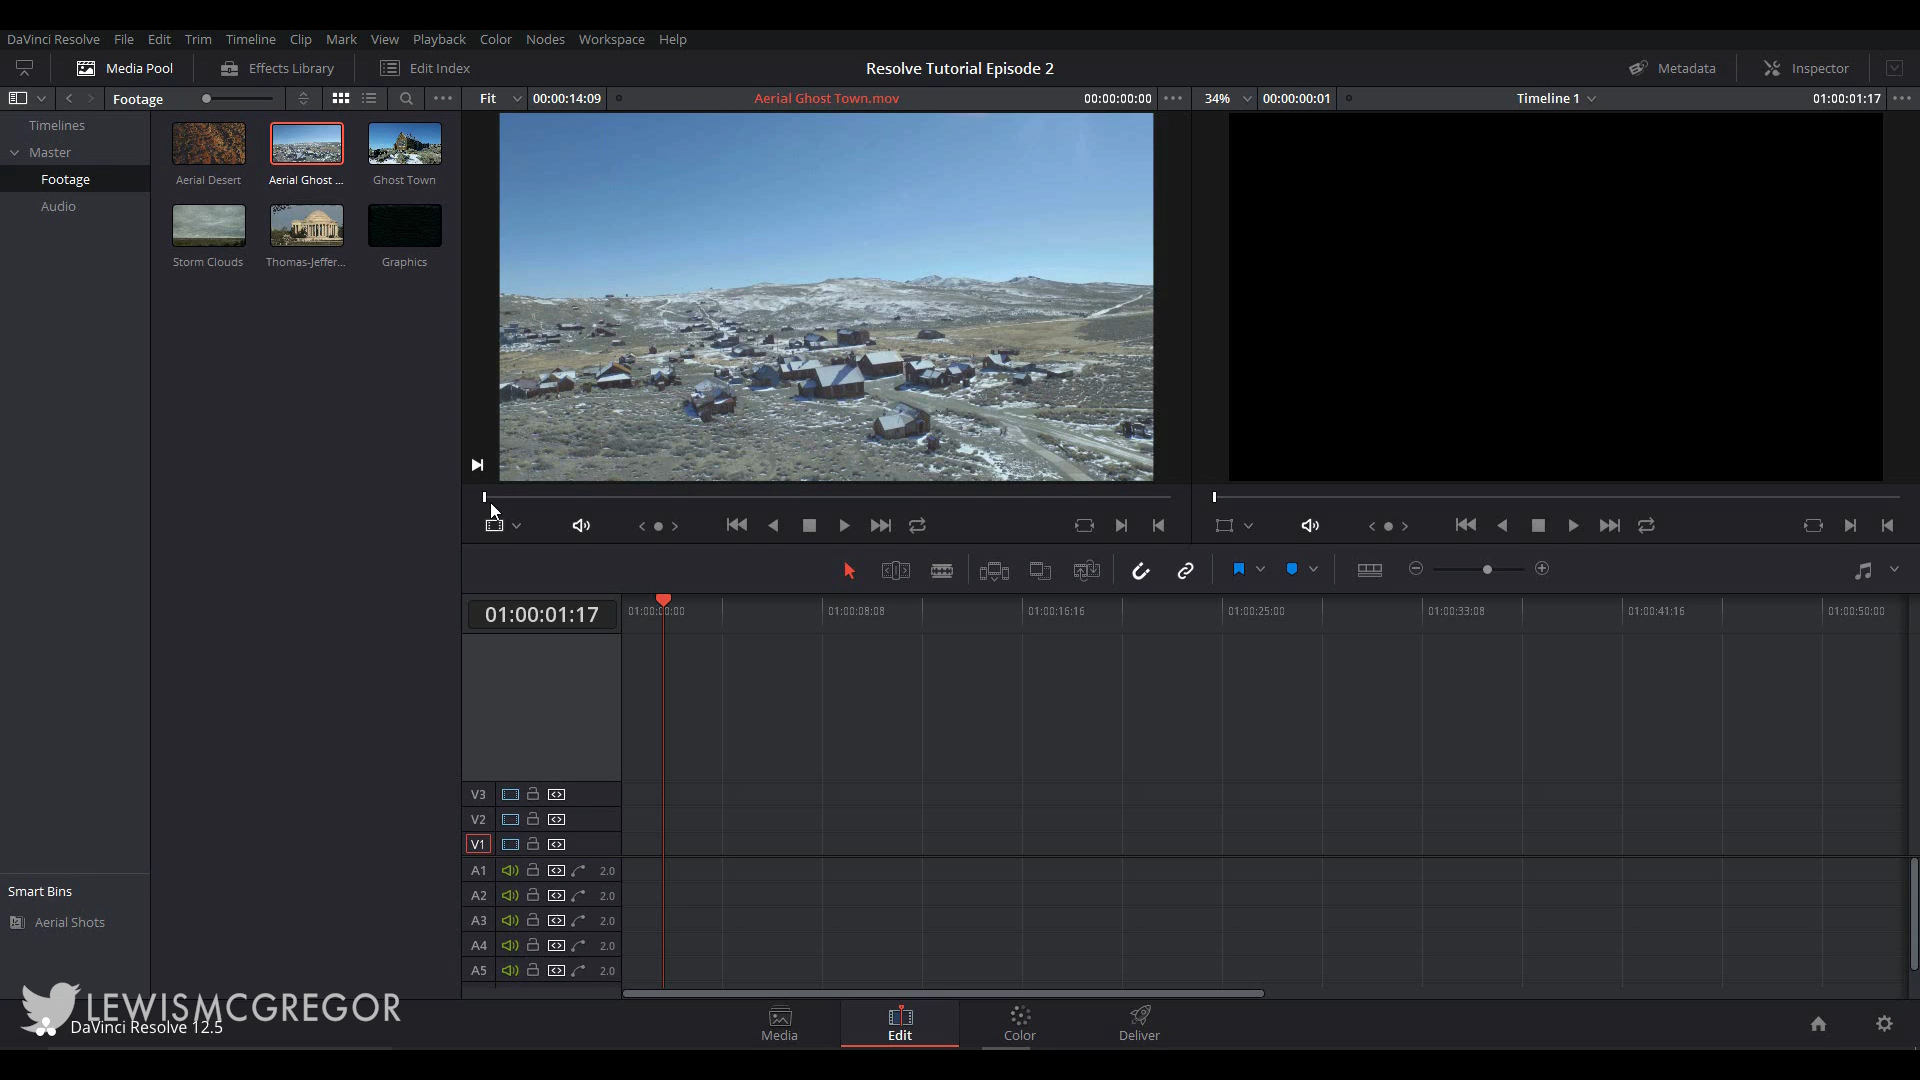 DaVinci Resolve File Edit Trim Timeline Clip Mark View Playback Color Nodes Workspace Help
Media Pool Effects Library Edit Index Resolve Tutorial Episode 2 Metadata Inspector
Footage Fit 00:00:14:09 Aerial Ghost Town.mov 00:00:00:00 34% 00:00:00:01 Timeline 1 01:00:01:17
Timelines
Master
Footage
Audio
Aerial Desert Aerial Ghost ... Ghost Town
Storm Clouds Thomas-Jeffer... Graphics
01:00:01:17 01:00:00:00 01:00:08:08 01:00:16:16 01:00:25:00 01:00:33:08 01:00:41:16 01:00:50:00
V3
V2
V1
A1 2.0
A2 2.0
A3 2.0
A4 2.0
A5 2.0
Smart Bins
Aerial Shots
LEWISMCGREGOR
DaVinci Resolve 12.5
Media Edit Color Deliver